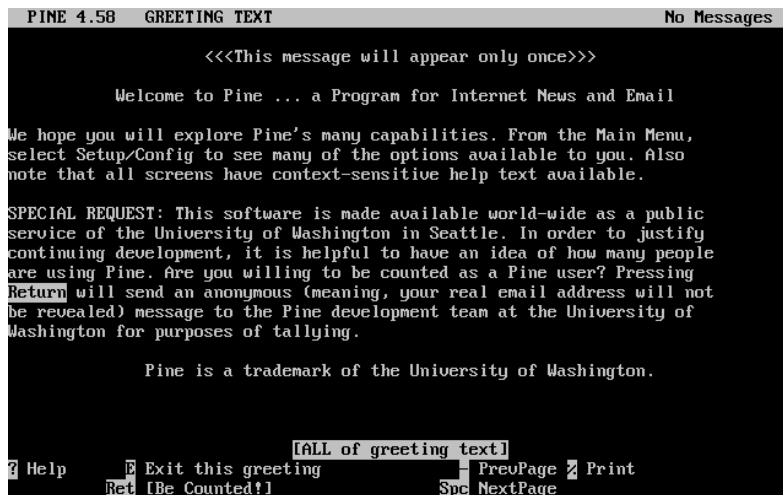 PINE 4.58 GREETING TEXT No Messages
<<<This message will appear only once>>>
Welcome to Pine ... a Program for Internet News and Email
We hope you will explore Pine's many capabilities. From the Main Menu,
select Setup/Config to see many of the options available to you. Also
note that all screens have context-sensitive help text available.
SPECIAL REQUEST: This software is made available world-wide as a public
service of the University of Washington in Seattle. In order to justify
continuing development, it is helpful to have an idea of how many people
are using Pine. Are you willing to be counted as a Pine user? Pressing
Return will send an anonymous (meaning, your real email address will not
be revealed) message to the Pine development team at the University of
Washington for purposes of tallying.
Pine is a trademark of the University of Washington.
[ALL of greeting text]
? Help E Exit this greeting - PrevPage % Print
Ret [Be Counted!] Spc NextPage